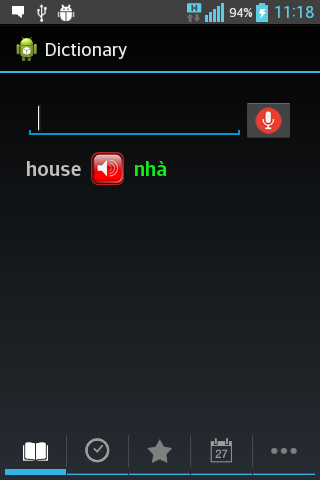 H 94% 11:18
Dictionary
house nhà
27